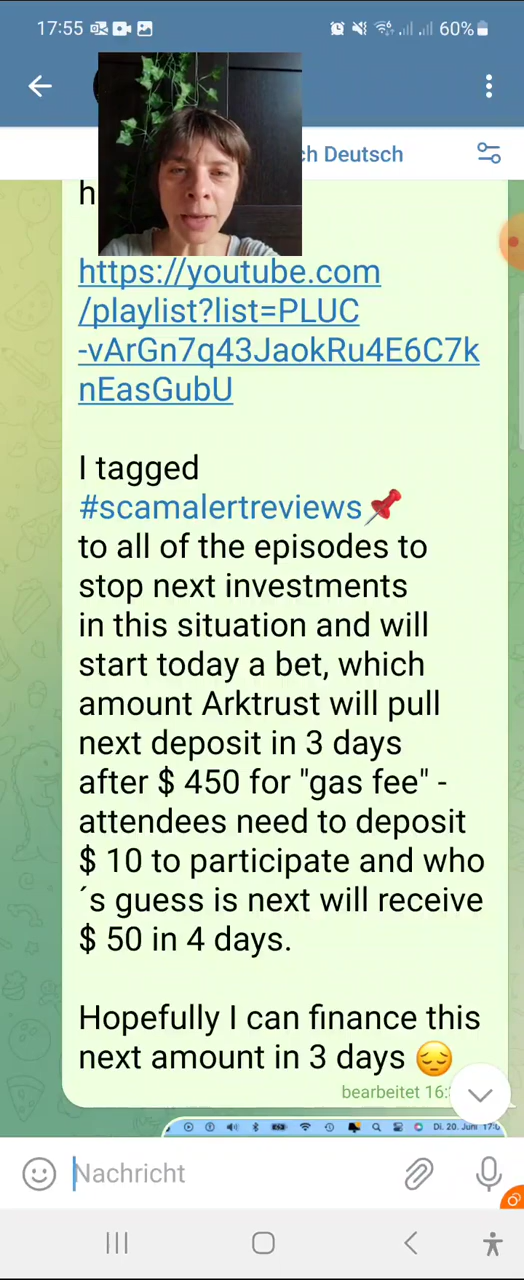 17:55
60%
ch Deutsch
h
https://youtube.com
/playlist?list=PLUC
-vArGn7q43JaokRu4E6C7k
nEasGubU
I tagged
#scamalertreviews📌
to all of the episodes to
stop next investments
in this situation and will
start today a bet, which
amount Arktrust will pull
next deposit in 3 days
after $ 450 for "gas fee" -
attendees need to deposit
$ 10 to participate and who
´s guess is next will receive
$ 50 in 4 days.
Hopefully I can finance this
next amount in 3 days 😔
bearbeitet 16:
Di. 20. Juni
Nachricht